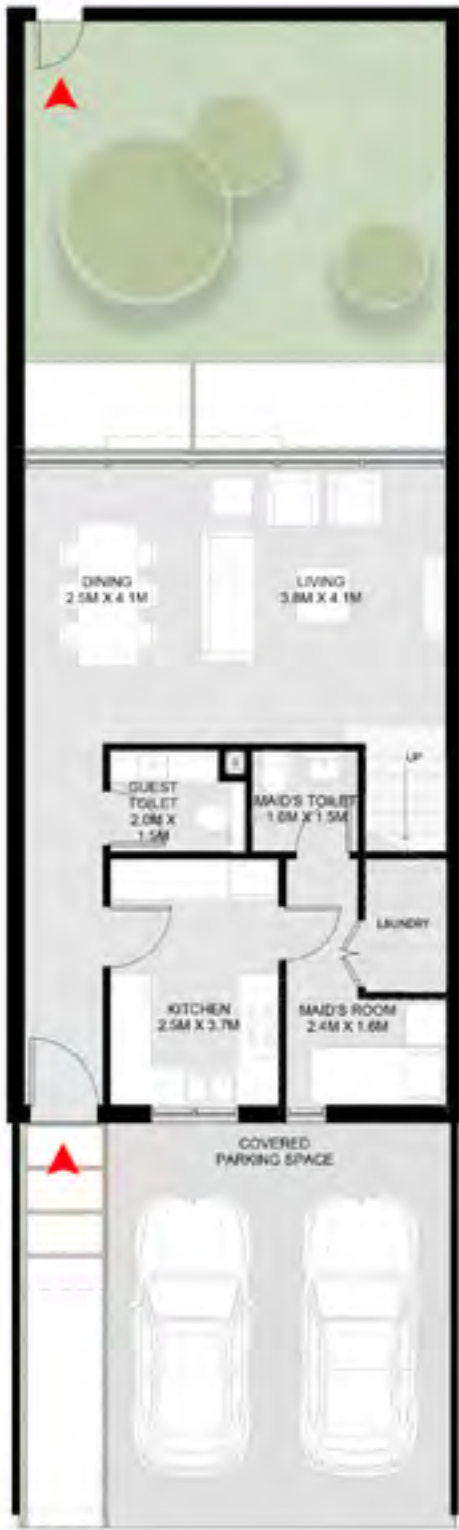 DINING
2.5M X 4.1M
LIVING
3.8M X 4.1M
UP
GUEST
TOILET
2.0M X
1.5M
MAID'S TOILET
1.6M X 1.5M
LAUNDRY
KITCHEN
2.5M X 3.7M
MAID'S ROOM
2.4M X 1.6M
COVERED
PARKING SPACE